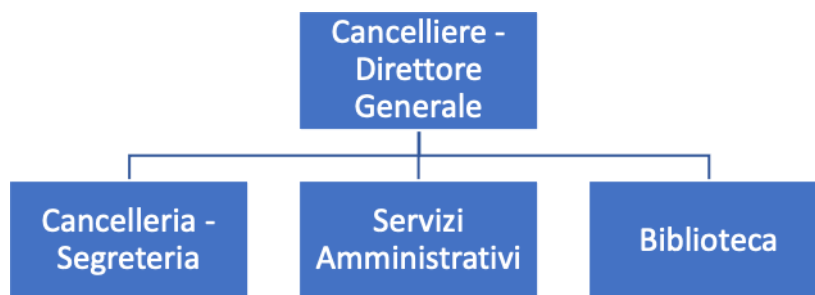 Cancelliere -
Direttore
Generale
Cancelleria -
Segreteria
Servizi
Amministrativi
Biblioteca